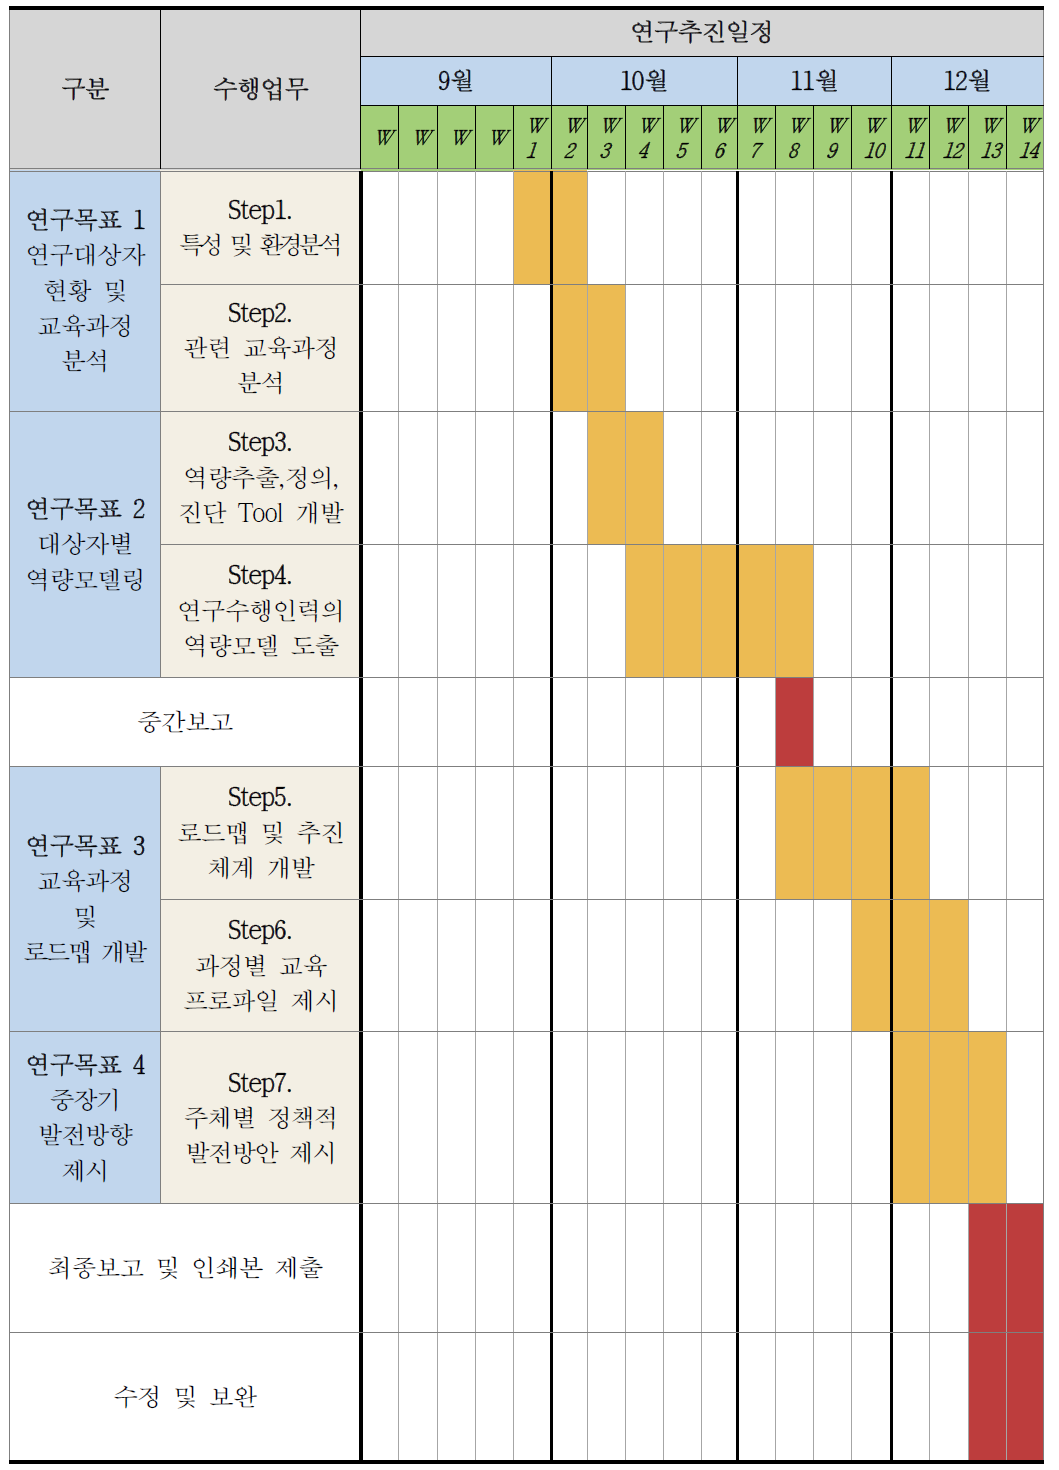 연구추진일정
구분
수행업무
9월
10월
11월
12월
W
W
W
W
W
1
W
2
W
3
W
4
W
5
W
6
W
7
W
8
W
9
W
10
W
11
W
12
W
13
W
14
연구목표 1
연구대상자
현황 및
교육과정
분석
Step1.
특성 및 환경분석
Step2.
관련 교육과정
분석
연구목표 2
대상자별
역량모델링
Step3.
역량추출,정의,
진단 Tool 개발
Step4.
연구수행인력의
역량모델 도출
중간보고
연구목표 3
교육과정
및
로드맵 개발
Step5.
로드맵 및 추진
체계 개발
Step6.
과정별 교육
프로파일 제시
연구목표 4
중장기
발전방향
제시
Step7.
주체별 정책적
발전방안 제시
최종보고 및 인쇄본 제출
수정 및 보완